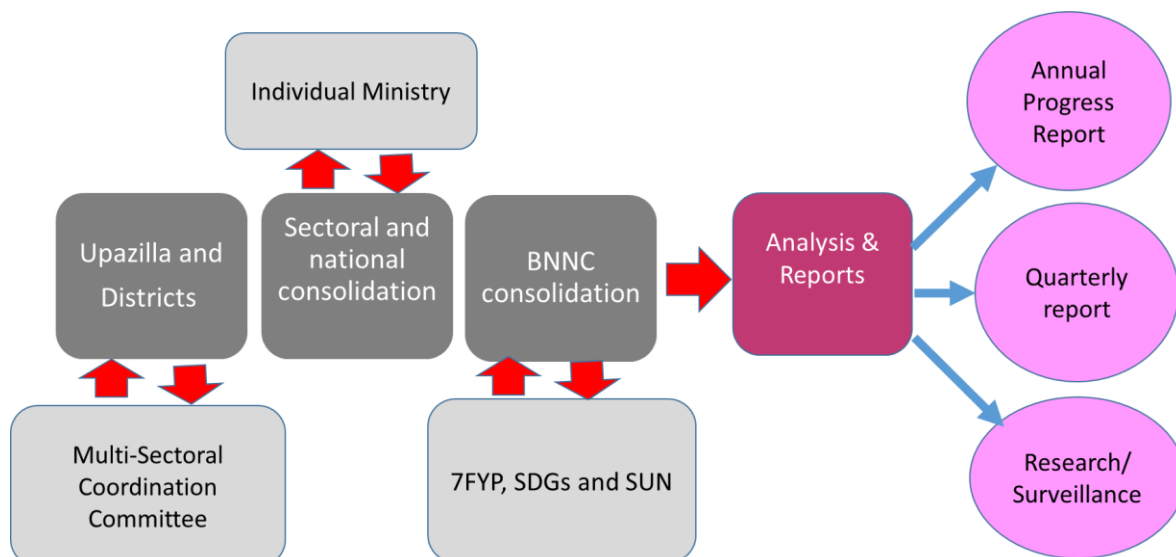 Individual Ministry
Upazilla and
Districts
Sectoral and
national
consolidation
BNNC
consolidation
Analysis &
Reports
Annual
Progress
Report
Quarterly
report
Research/
Surveillance
Multi-Sectoral
Coordination
Committee
7FYP, SDGs and SUN